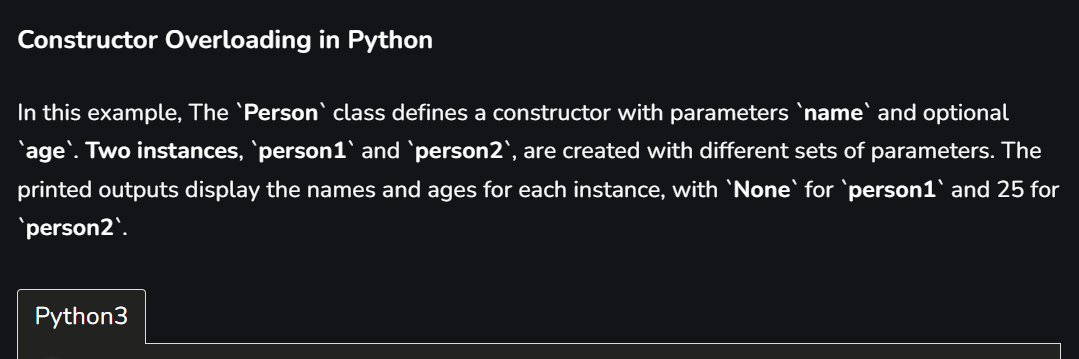 Constructor Overloading in Python
In this example, The `Person` class defines a constructor with parameters `name` and optional
`age`. Two instances, `person1` and `person2`, are created with different sets of parameters. The
printed outputs display the names and ages for each instance, with `None` for `person1` and 25 for
`person2`.
Python3